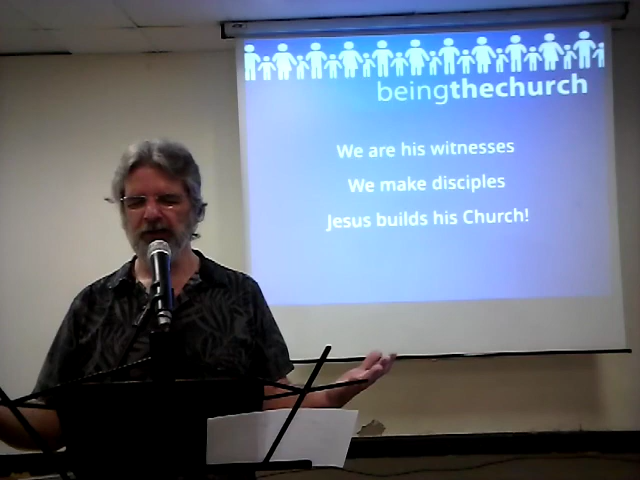 beingthechurch
We are his witnesses
We make disciples
Jesus builds his Church!